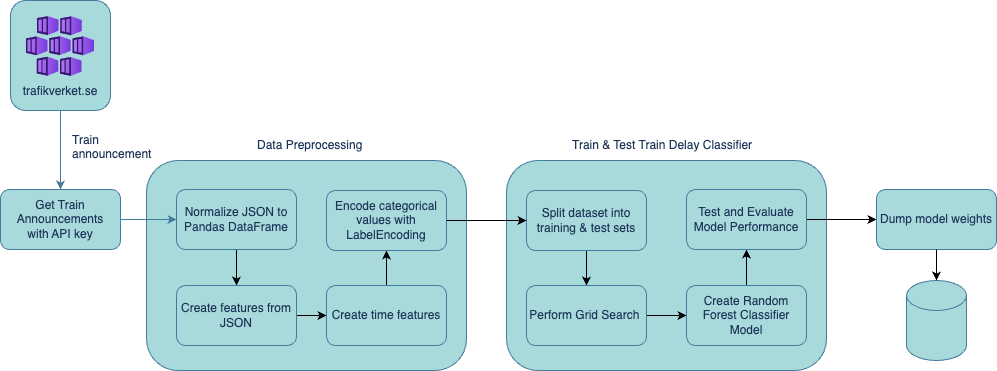 trafikverket.se
Train
announcement
Get Train
Announcements
with API key
Data Preprocessing
Normalize JSON to
Pandas DataFrame
Create features from
JSON
Create time features
Encode categorical
values with
LabelEncoding
Train & Test Train Delay Classifier
Split dataset into
training & test sets
Perform Grid Search
Create Random
Forest Classifier
Model
Test and Evaluate
Model Performance
Dump model weights